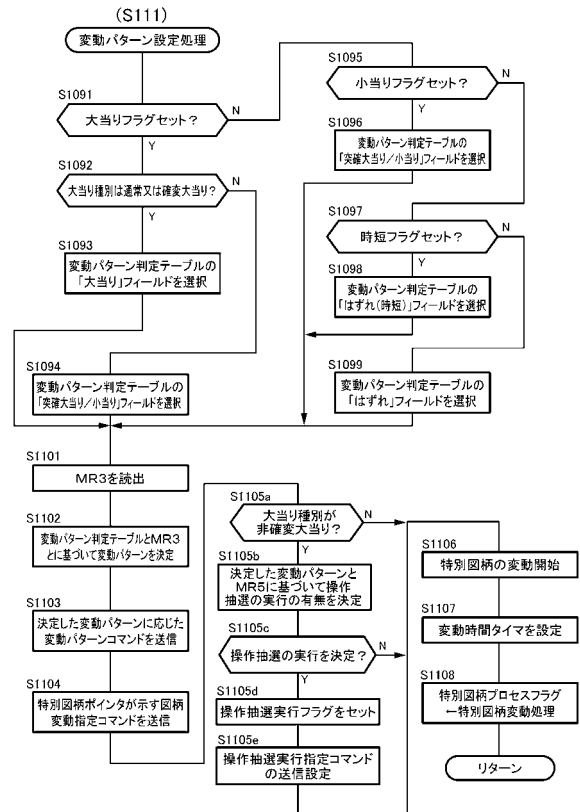 (S111)
変動パターン設定処理
S1091
大当りフラグセット？
N
Y
S1092
大当り種別は通常又は確変大当り？
N
Y
S1093
変動パターン判定テーブルの
「大当り」フィールドを選択
S1094
変動パターン判定テーブルの
「突確大当り／小当り」フィールドを選択
S1095
小当りフラグセット？
N
Y
S1096
変動パターン判定テーブルの
「突確大当り／小当り」フィールドを選択
S1097
時短フラグセット？
N
Y
S1098
変動パターン判定テーブルの
「はずれ（時短）」フィールドを選択
S1099
変動パターン判定テーブルの
「はずれ」フィールドを選択
S1101
MR3を読出
S1102
変動パターン判定テーブルとMR3
とに基づいて変動パターンを決定
S1103
決定した変動パターンに応じた
変動パターンコマンドを送信
S1104
特別図柄ポインタが示す図柄
変動指定コマンドを送信
S1105a
大当り種別が
非確変大当り？
N
Y
S1105b
決定した変動パターンと
MR5に基づいて操作
抽選の実行の有無を決定
S1105c
操作抽選の実行を決定？
N
Y
S1105d
操作抽選実行フラグをセット
S1105e
操作抽選実行指定コマンド
の送信設定
S1106
特別図柄の変動開始
S1107
変動時間タイマを設定
S1108
特別図柄プロセスフラグ
←特別図柄変動処理
リターン